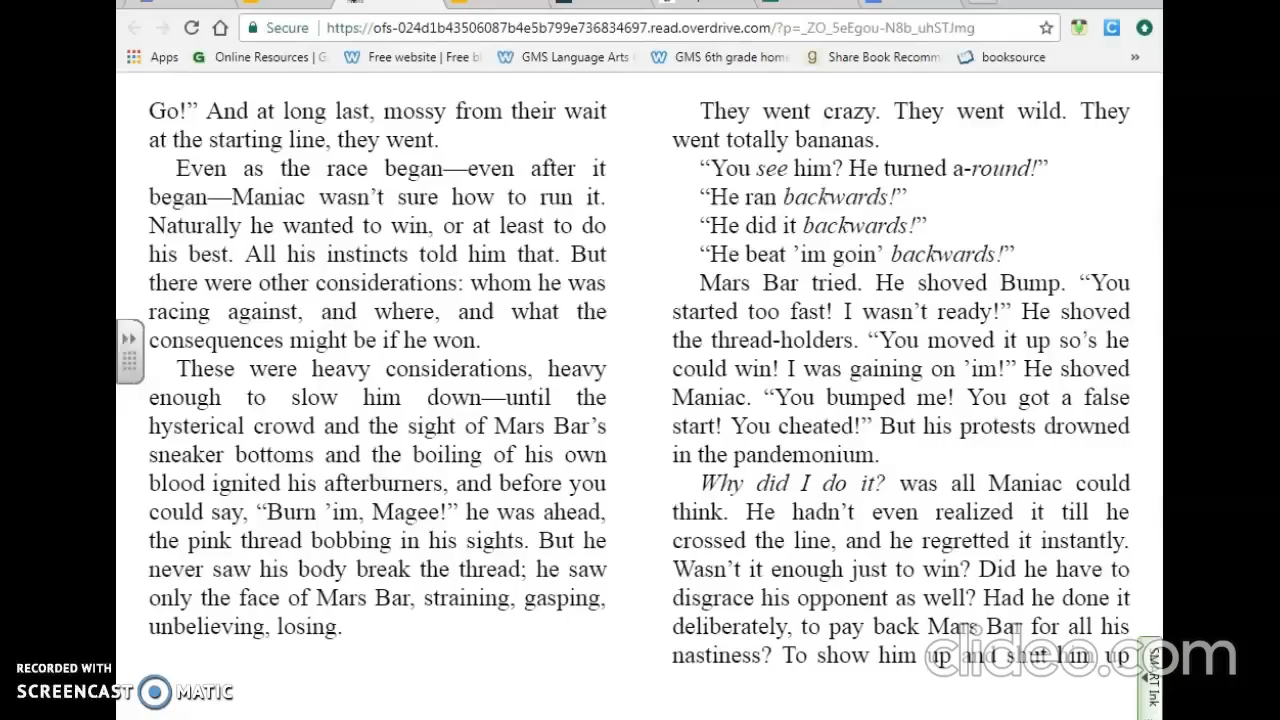 Secure
https://ofs-024d1b43506087b4e5b799e736834697.read.overdrive.com/?p=_ZO_5eEgou-N8b_uhSTJmg
Apps
Online Resources | G
Free website | Free bl
GMS Language Arts
GMS 6th grade home
Share Book Recomm
booksource
»
Go!” And at long last, mossy from their wait
at the starting line, they went.
Even as the race began—even after it
began—Maniac wasn’t sure how to run it.
Naturally he wanted to win, or at least to do
his best. All his instincts told him that. But
there were other considerations: whom he was
racing against, and where, and what the
consequences might be if he won.
These were heavy considerations, heavy
enough to slow him down—until the
hysterical crowd and the sight of Mars Bar’s
sneaker bottoms and the boiling of his own
blood ignited his afterburners, and before you
could say, “Burn ’im, Magee!” he was ahead,
the pink thread bobbing in his sights. But he
never saw his body break the thread; he saw
only the face of Mars Bar, straining, gasping,
unbelieving, losing.
They went crazy. They went wild. They
went totally bananas.
“You see him? He turned a-round!”
“He ran backwards!”
“He did it backwards!”
“He beat ’im goin’ backwards!”
Mars Bar tried. He shoved Bump. “You
started too fast! I wasn’t ready!” He shoved
the thread-holders. “You moved it up so’s he
could win! I was gaining on ’im!” He shoved
Maniac. “You bumped me! You got a false
start! You cheated!” But his protests drowned
in the pandemonium.
Why did I do it? was all Maniac could
think. He hadn’t even realized it till he
crossed the line, and he regretted it instantly.
Wasn’t it enough just to win? Did he have to
disgrace his opponent as well? Had he done it
deliberately, to pay back Mars Bar for all his
nastiness? To show him up and shut him up
clideo.com
SMART Ink
RECORDED WITH
SCREENCAST MATIC